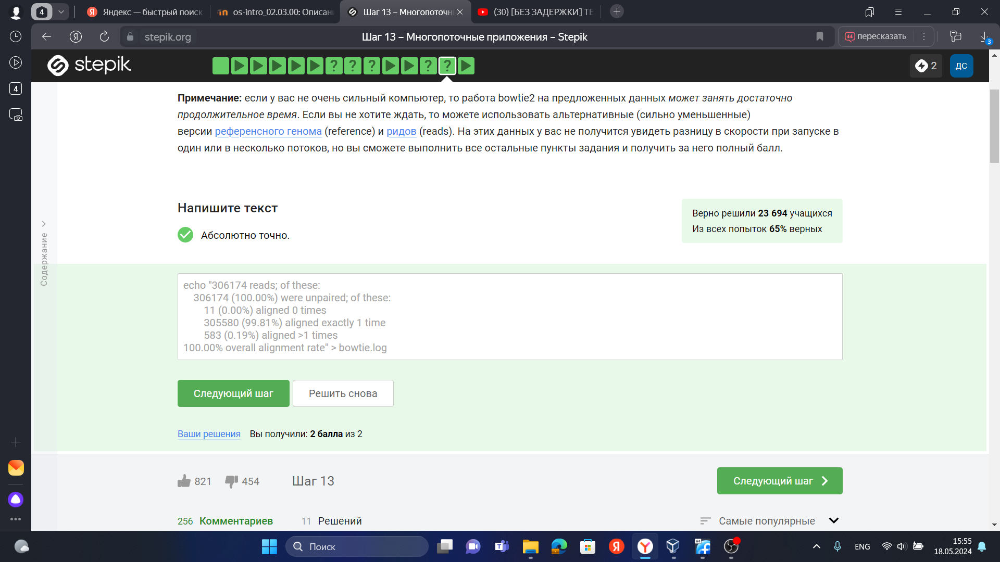 4
Яндекс — быстрый поиск
os-intro_02.03.00: Описан
Шаг 13 – Многопоточн
(30) [БЕЗ ЗАДЕРЖКИ] ТЕ
stepik.org
Шаг 13 – Многопоточные приложения – Stepik
пересказать
3
4
stepik
2
ДС
Примечание: если у вас не очень сильный компьютер, то работа bowtie2 на предложенных данных может занять достаточно
продолжительное время. Если вы не хотите ждать, то можете использовать альтернативные (сильно уменьшенные)
версии референсного генома (reference) и ридов (reads). На этих данных у вас не получится увидеть разницу в скорости при запуске в
один или в несколько потоков, но вы сможете выполнить все остальные пункты задания и получить за него полный балл.
Содержание
Напишите текст
Верно решили 23 694 учащихся
Из всех попыток 65% верных
Абсолютно точно.
echo "306174 reads; of these:
306174 (100.00%) were unpaired; of these:
11 (0.00%) aligned 0 times
305580 (99.81%) aligned exactly 1 time
583 (0.19%) aligned >1 times
100.00% overall alignment rate" > bowtie.log
Следующий шаг
Решить снова
Ваши решения Вы получили: 2 балла из 2
821
454
Шаг 13
Следующий шаг
256 Комментариев
11 Решений
Самые популярные
Поиск
ENG
15:55
18.05.2024